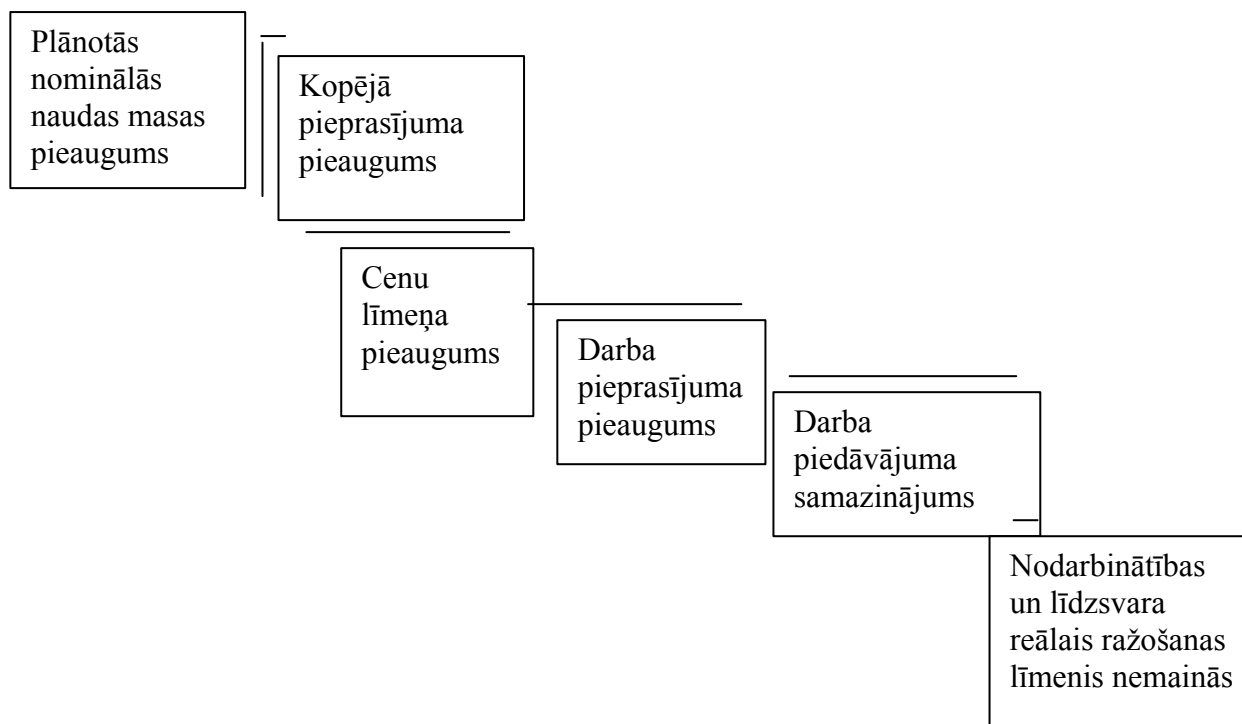 Plānotās
nominālās
naudas masas
pieaugums
Kopējā
pieprasījuma
pieaugums
Cenu
līmeņa
pieaugums
Darba
pieprasījuma
pieaugums
Darba
piedāvājuma
samazinājums
Nodarbinātības
un līdzsvara
reālais ražošanas
līmenis nemainās